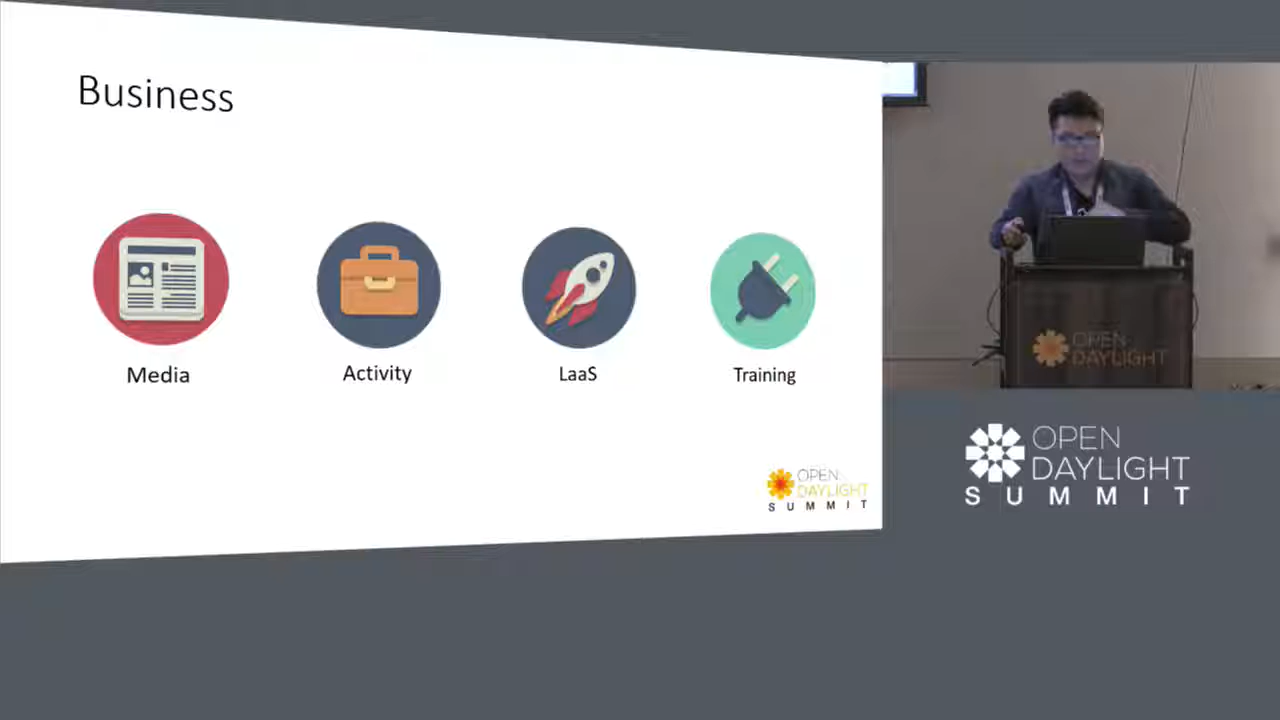 Business
Media
Activity
LaaS
Training
OPEN
DAYLIGHT
SUMMIT
OPEN
DAYLIGHT
OPEN
DAYLIGHT
SUMMIT